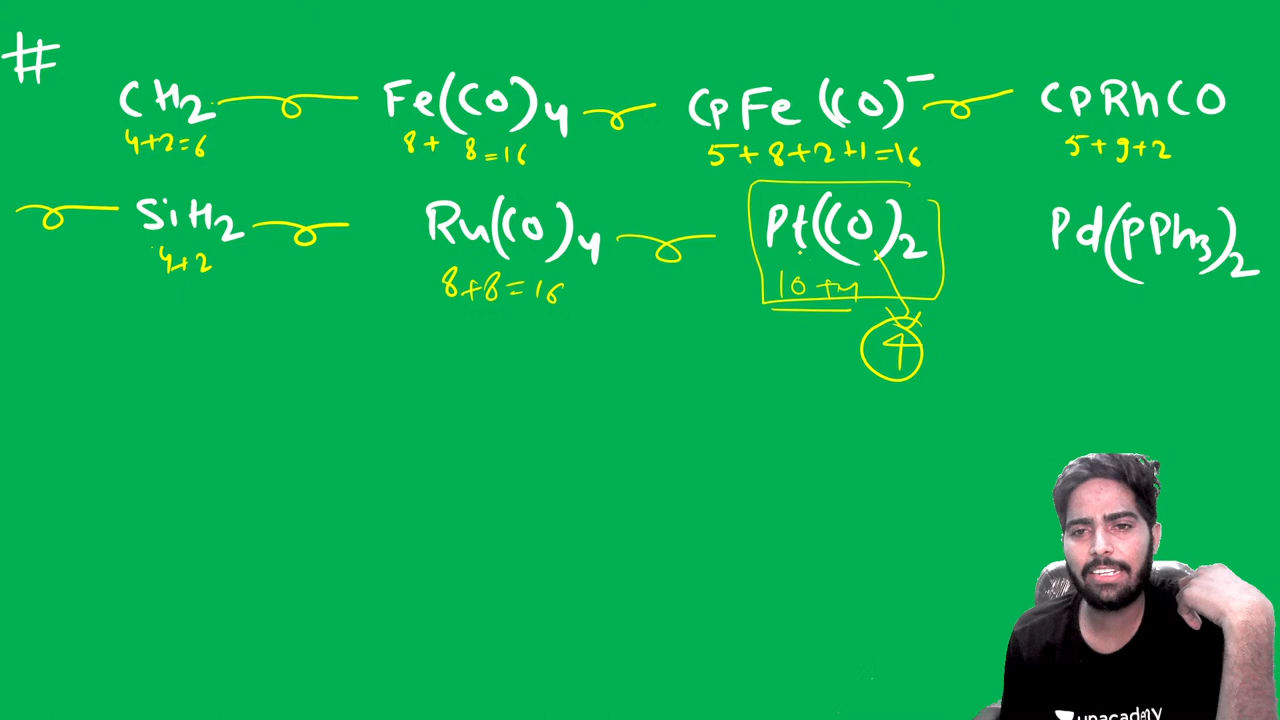 #
CH2 Fe(CO)4 CpFe(CO)– CpRhCO
4+2=6 8+ 8=16 5+8+2+1=16 5+9+2
SiH2 Ru(CO)4 Pt(CO)2 Pd(PPh3)2
4+2 8+8=16 10+4
4
unacademy